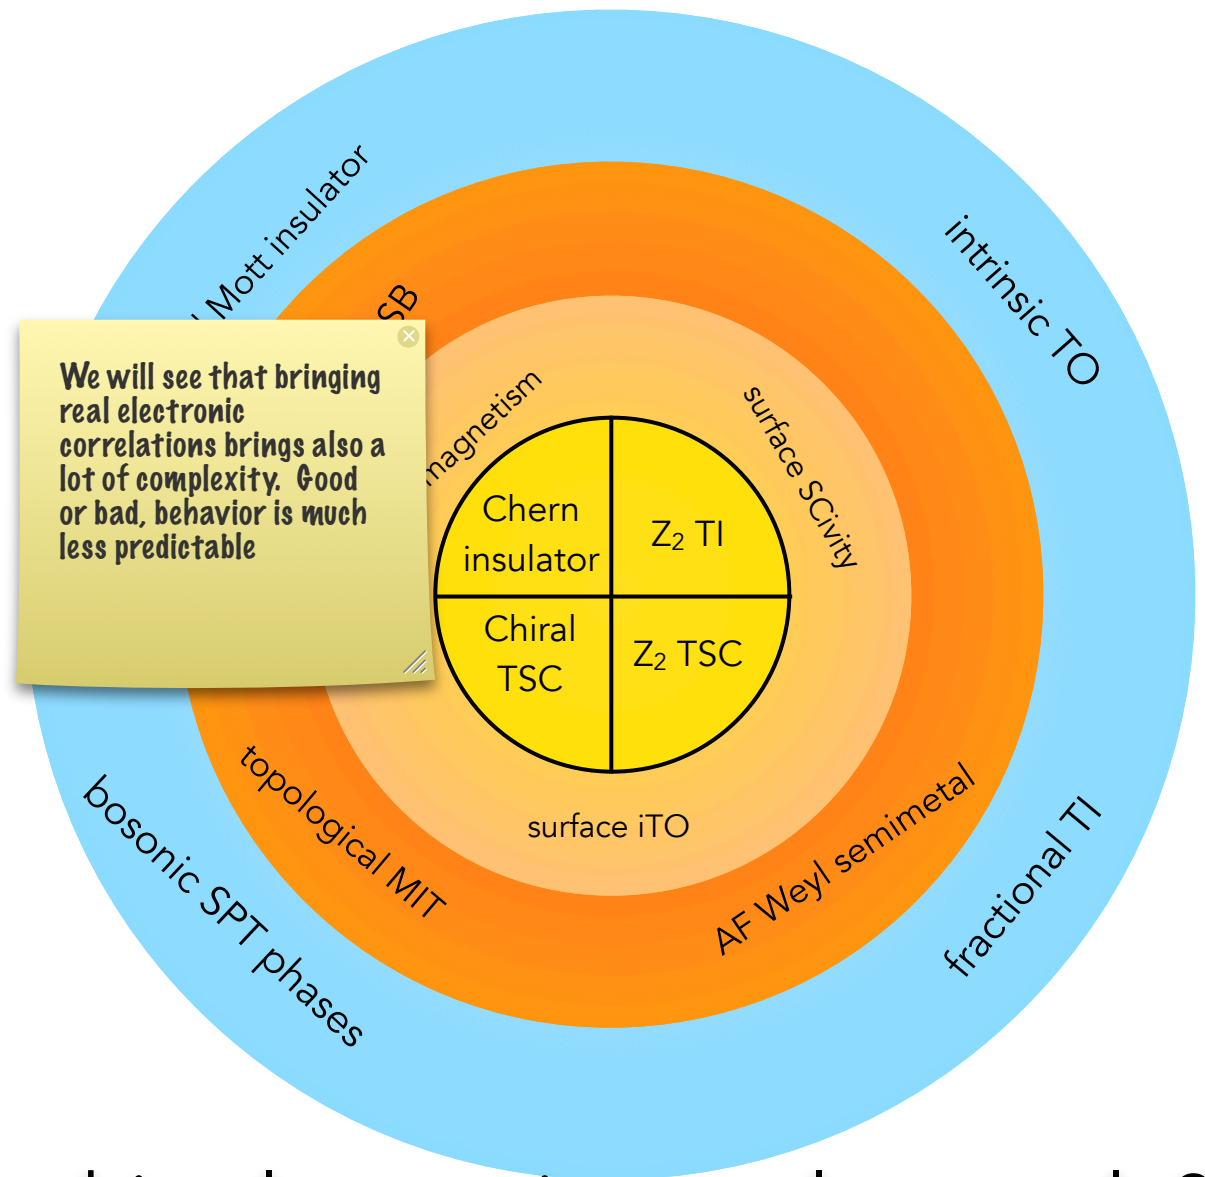 Mott insulator
intrinsic TO
SB
We will see that bringing
real electronic
correlations brings also a
lot of complexity.  Good
or bad, behavior is much
less predictable
magnetism
surface SCivity
Chern
insulator
Z₂ TI
Chiral
TSC
Z₂ TSC
topological MIT
surface iTO
AF Weyl semimetal
bosonic SPT phases
fractional TI